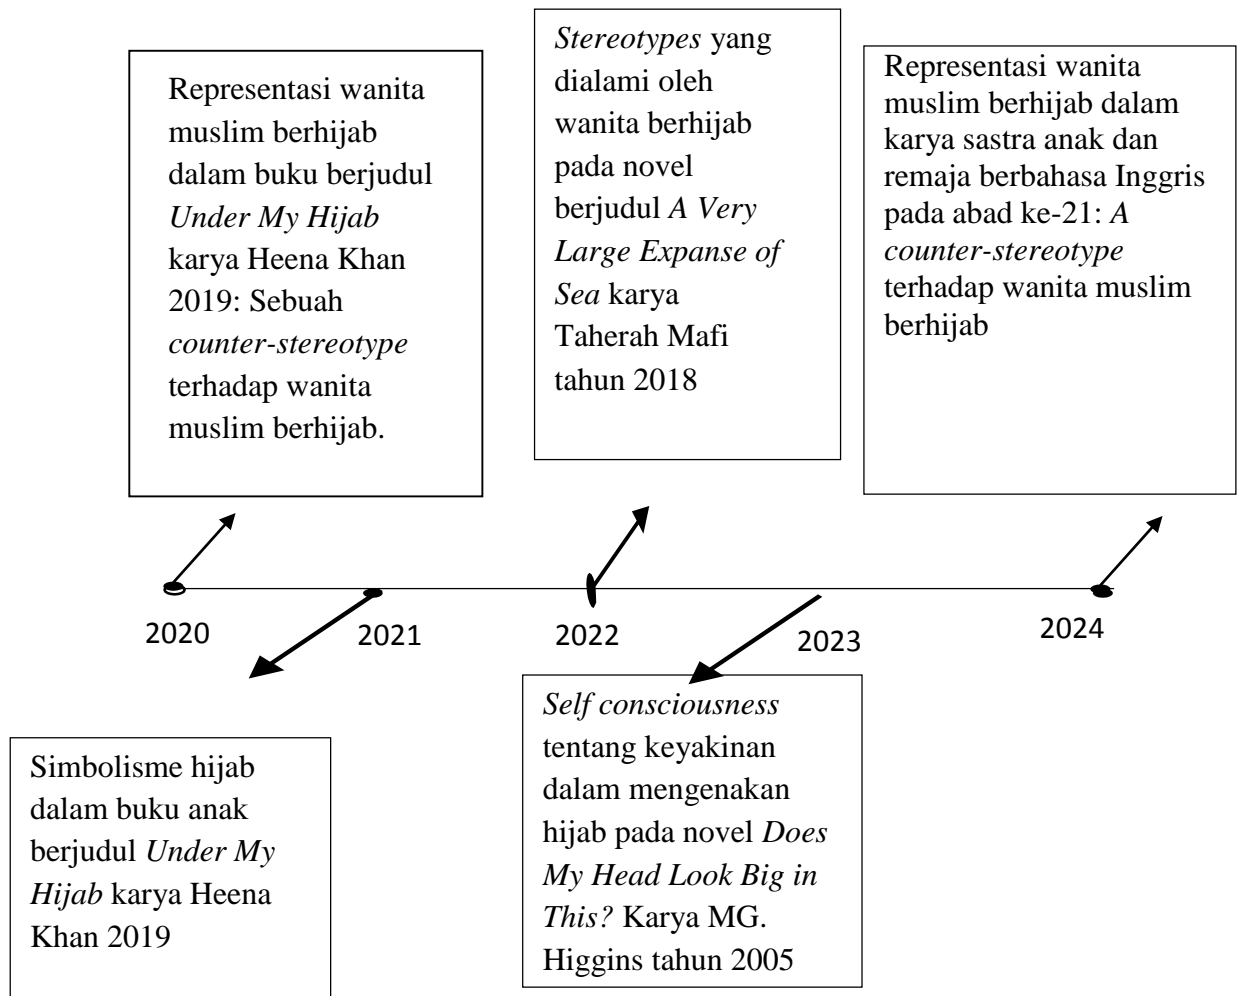 Representasi wanita
muslim berhijab
dalam buku berjudul
Under My Hijab
karya Heena Khan
2019: Sebuah
counter-stereotype
terhadap wanita
muslim berhijab.
Stereotypes yang
dialami oleh
wanita berhijab
pada novel
berjudul A Very
Large Expanse of
Sea karya
Taherah Mafi
tahun 2018
Representasi wanita
muslim berhijab dalam
karya sastra anak dan
remaja berbahasa Inggris
pada abad ke-21: A
counter-stereotype
terhadap wanita muslim
berhijab
2020
2021
2022
2023
2024
Simbolisme hijab
dalam buku anak
berjudul Under My
Hijab karya Heena
Khan 2019
Self consciousness
tentang keyakinan
dalam mengenakan
hijab pada novel Does
My Head Look Big in
This? Karya MG.
Higgins tahun 2005